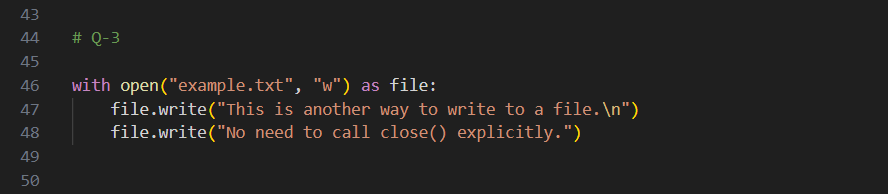 43
44 # Q-3
45
46 with open("example.txt", "w") as file:
47     file.write("This is another way to write to a file.\n")
48     file.write("No need to call close() explicitly.")
49
50